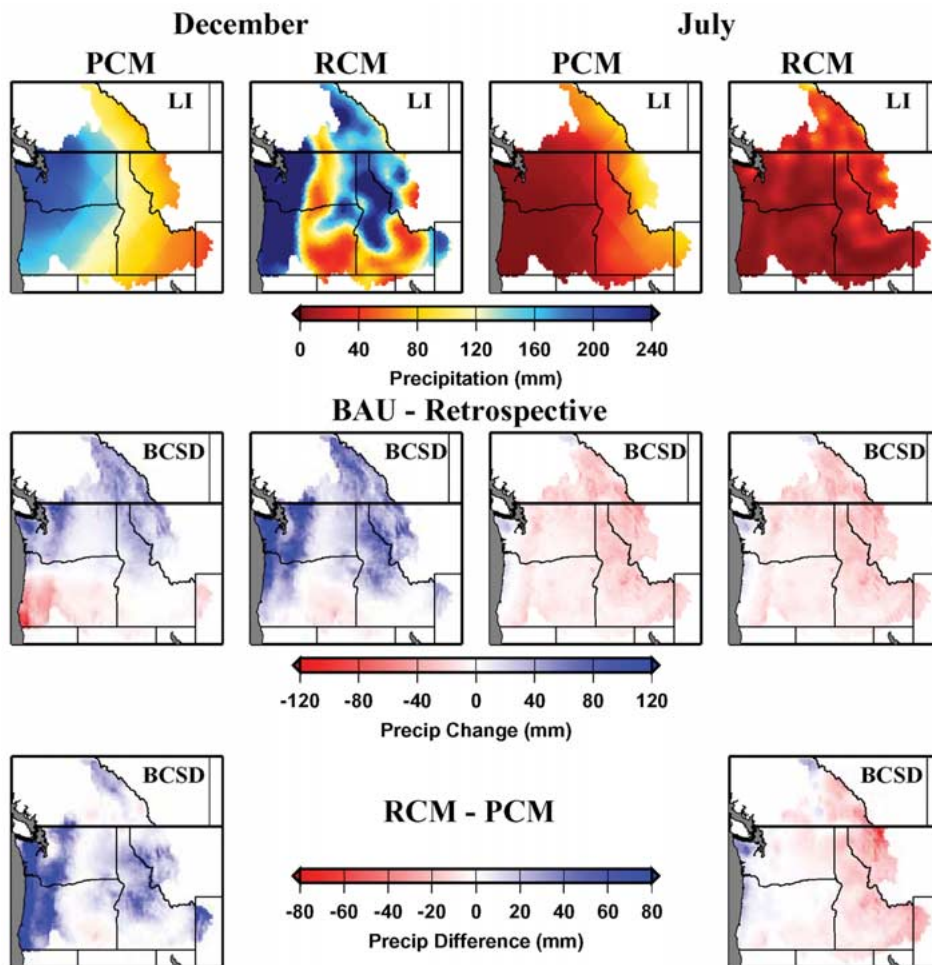 December July
PCM RCM PCM RCM
LI LI LI LI
0 40 80 120 160 200 240
Precipitation (mm)
BAU - Retrospective
BCSD BCSD BCSD BCSD
-120 -80 -40 0 40 80 120
Precip Change (mm)
BCSD BCSD
RCM - PCM
-80 -60 -40 -20 0 20 40 60 80
Precip Difference (mm)